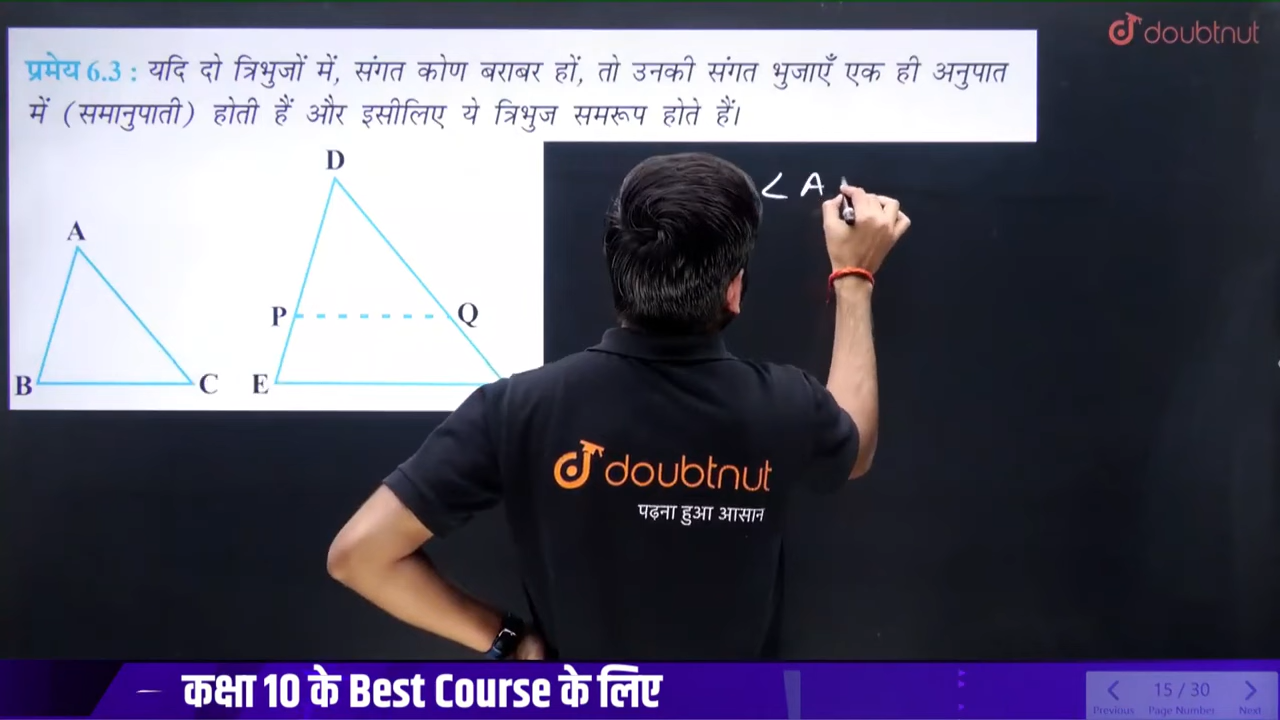 doubtnut
प्रमेय 6.3 : यदि दो त्रिभुजों में, संगत कोण बराबर हों, तो उनकी संगत भुजाएँ एक ही अनुपात
में (समानुपाती) होती हैं और इसीलिए ये त्रिभुज समरूप होते हैं।
D
A
P
Q
B
C
E
< A
doubtnut
पढ़ना हुआ आसान
कक्षा 10 के Best Course के लिए
15 / 30
Previous Page Number Next